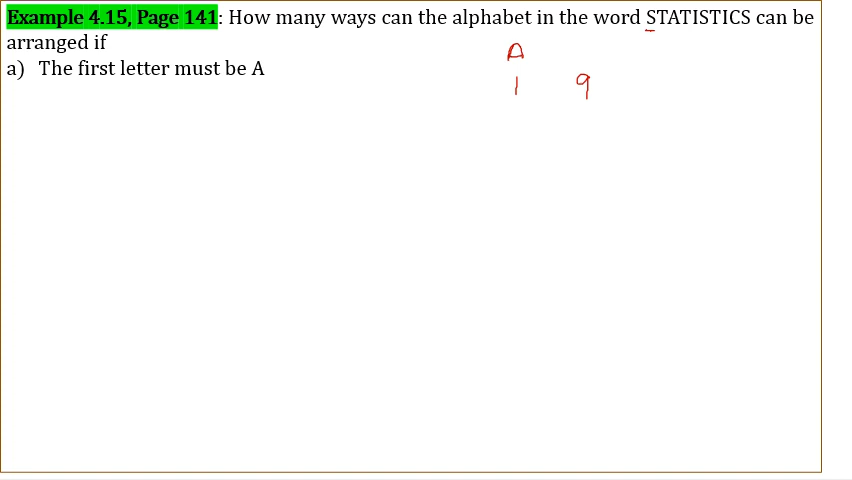 Example 4.15, Page 141: How many ways can the alphabet in the word STATISTICS can be
arranged if
a) The first letter must be A
A
1 9